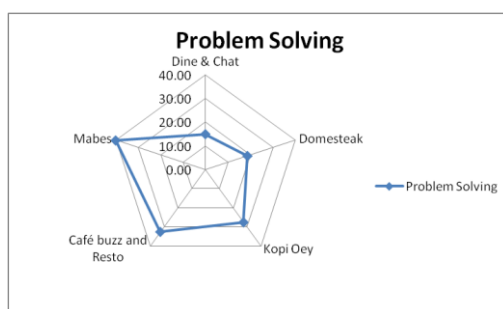 Problem Solving
Dine & Chat
40.00
30.00
20.00
10.00
0.00
Mabes
Domesteak
Problem Solving
Café buzz and
Resto
Kopi Oey